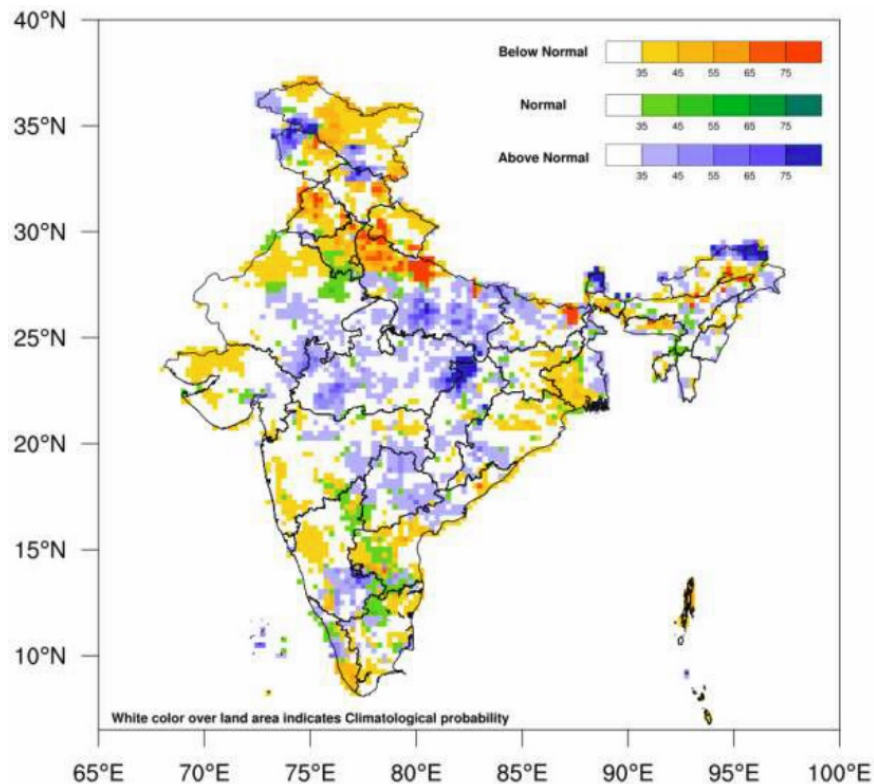 40°N
35°N
30°N
25°N
20°N
15°N
10°N
Below Normal
35 45 55 65 75
Normal
35 45 55 65 75
Above Normal
35 45 55 65 75
White color over land area indicates Climatological probability
65°E 70°E 75°E 80°E 85°E 90°E 95°E 100°E